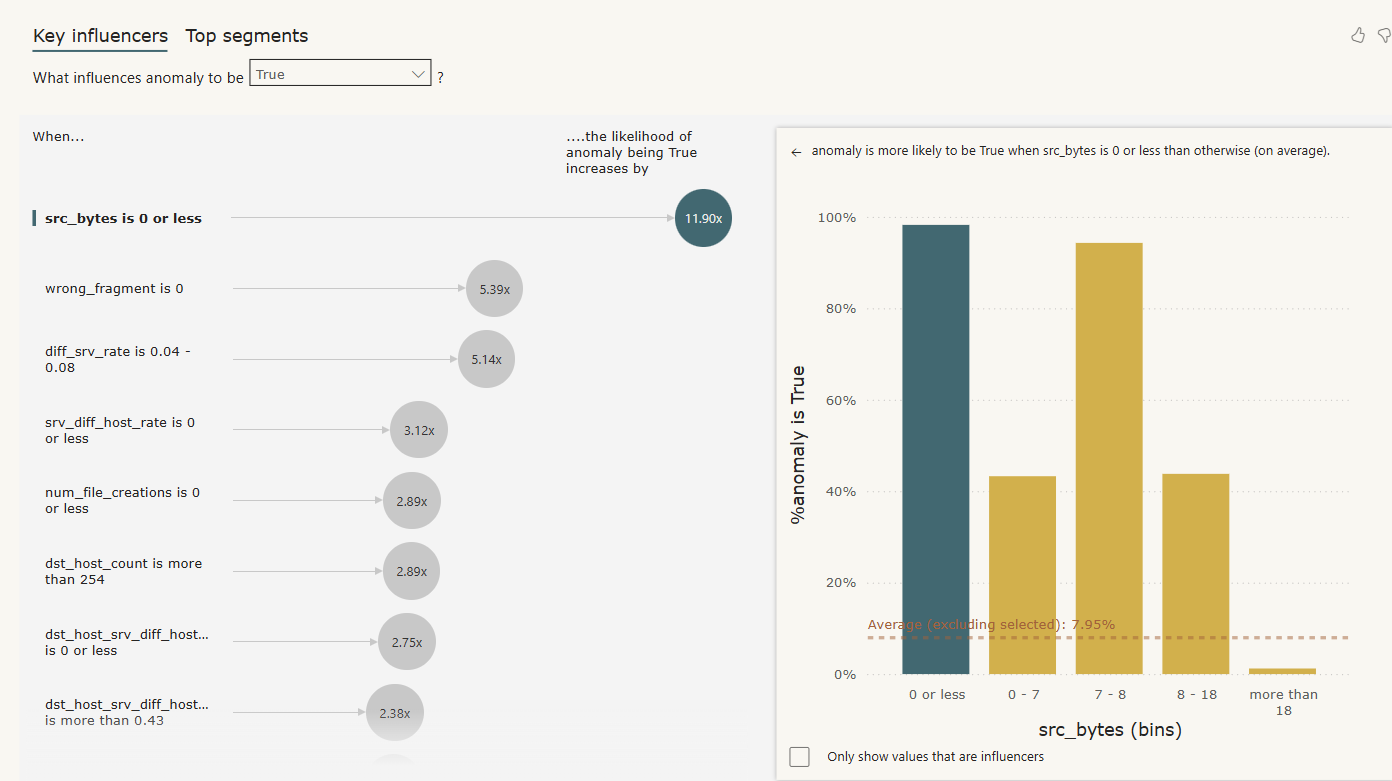 Key influencers
Top segments
What influences anomaly to be
True
?
When...
....the likelihood of
anomaly being True
increases by
src_bytes is 0 or less
11.90x
wrong_fragment is 0
5.39x
diff_srv_rate is 0.04 -
0.08
5.14x
srv_diff_host_rate is 0
or less
3.12x
num_file_creations is 0
or less
2.89x
dst_host_count is more
than 254
2.89x
dst_host_srv_diff_host...
is 0 or less
2.75x
dst_host_srv_diff_host...
is more than 0.43
2.38x
← anomaly is more likely to be True when src_bytes is 0 or less than otherwise (on average).
%anomaly is True
100%
80%
60%
40%
20%
0%
Average (excluding selected): 7.95%
0 or less
0 - 7
7 - 8
8 - 18
more than
18
src_bytes (bins)
Only show values that are influencers